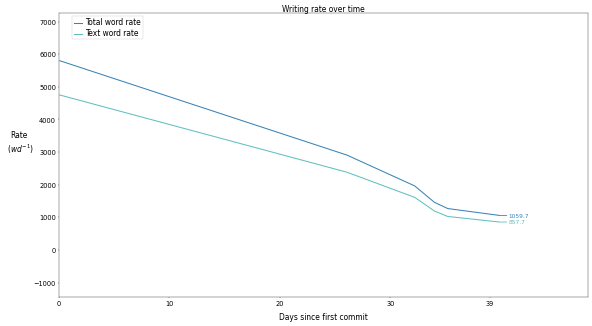 Writing rate over time
Total word rate
Text word rate
7000
6000
5000
4000
3000
2000
1000
0
−1000
Rate
(wd⁻¹)
1059.7
857.7
0
10
20
30
39
Days since first commit